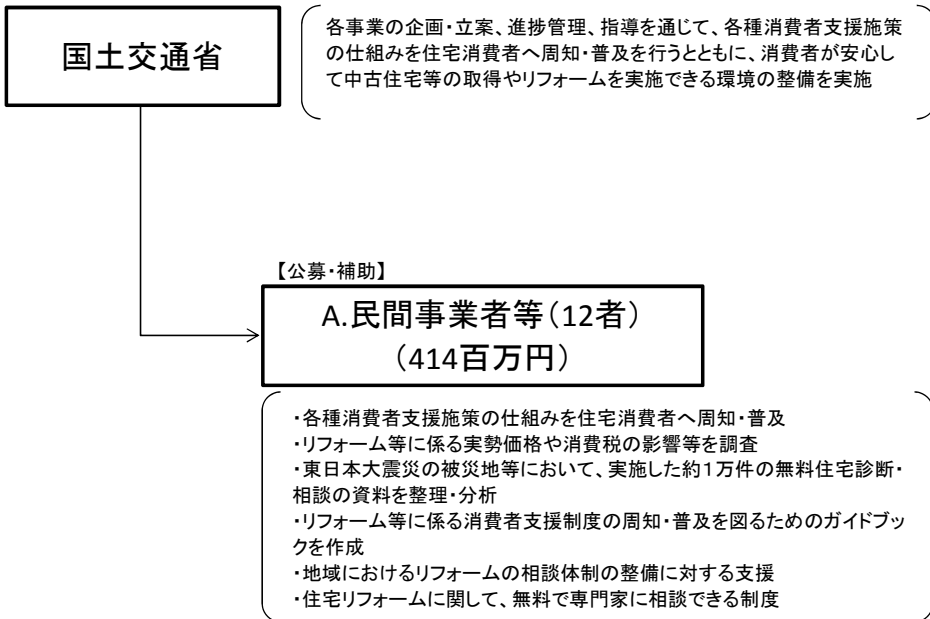 国土交通省
各事業の企画・立案、進捗管理、指導を通じて、各種消費者支援施策
の仕組みを住宅消費者へ周知・普及を行うとともに、消費者が安心し
て中古住宅等の取得やリフォームを実施できる環境の整備を実施
【公募・補助】
A.民間事業者等(12者)
(414百万円)
・各種消費者支援施策の仕組みを住宅消費者へ周知・普及
・リフォーム等に係る実勢価格や消費税の影響等を調査
・東日本大震災の被災地等において、実施した約1万件の無料住宅診断・
相談の資料を整理・分析
・リフォーム等に係る消費者支援制度の周知・普及を図るためのガイドブッ
クを作成
・地域におけるリフォームの相談体制の整備に対する支援
・住宅リフォームに関して、無料で専門家に相談できる制度